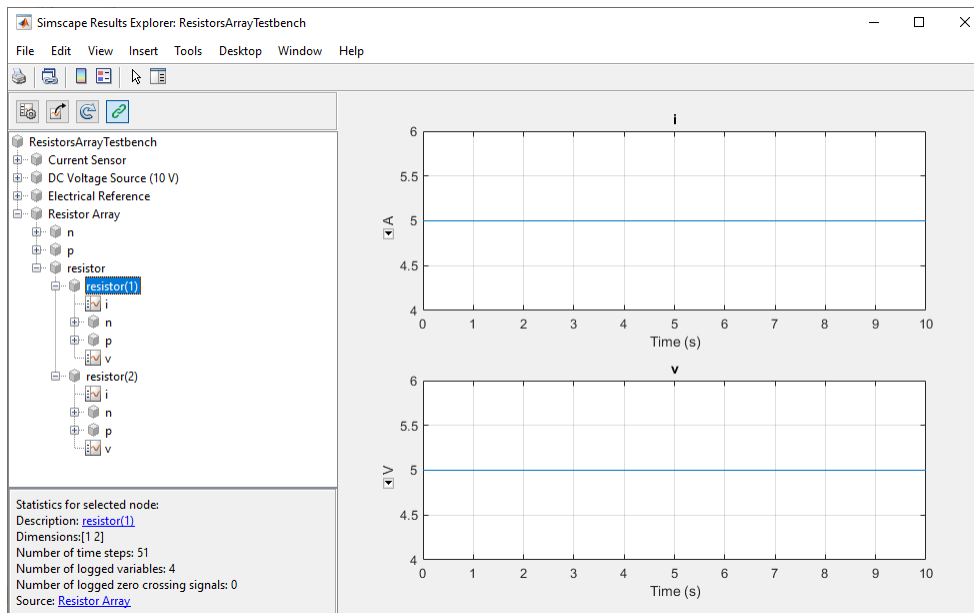 Simscape Results Explorer: ResistorsArrayTestbench
File Edit View Insert Tools Desktop Window Help
ResistorsArrayTestbench
Current Sensor
DC Voltage Source (10 V)
Electrical Reference
Resistor Array
n
p
resistor
resistor(1)
i
n
p
v
resistor(2)
i
n
p
v
Statistics for selected node:
Description: resistor(1)
Dimensions:[1 2]
Number of time steps: 51
Number of logged variables: 4
Number of logged zero crossing signals: 0
Source: Resistor Array
i
6
5.5
5
4.5
4
A
0 1 2 3 4 5 6 7 8 9 10
Time (s)
v
6
5.5
5
4.5
4
V
0 1 2 3 4 5 6 7 8 9 10
Time (s)